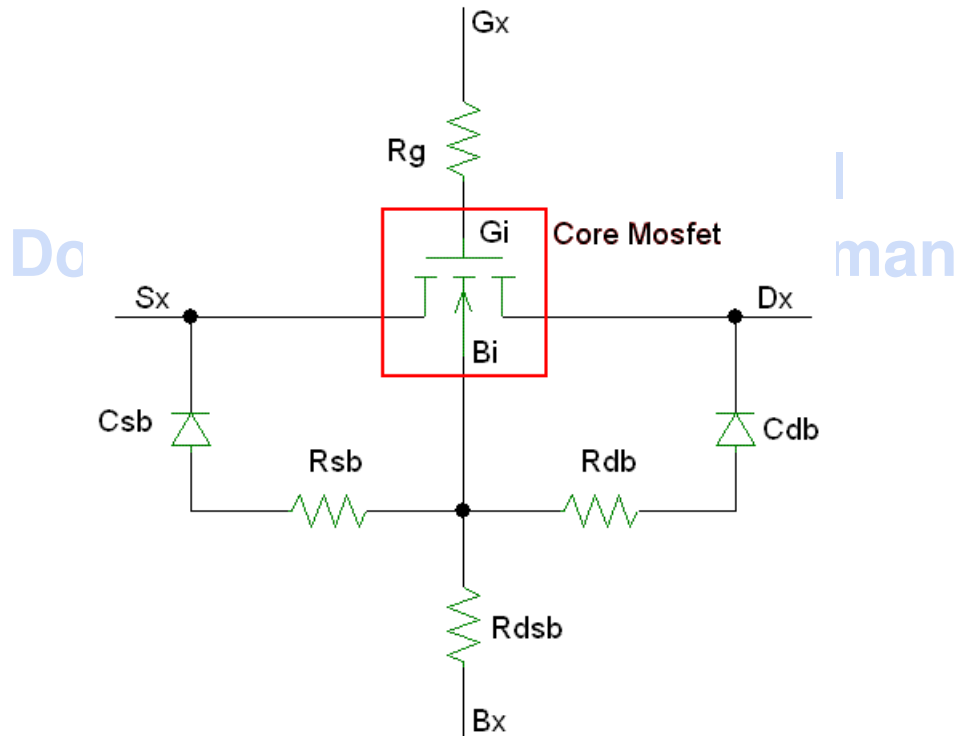 Gx
Rg
Gi
Core Mosfet
Sx
Dx
Bi
Csb
Cdb
Rsb
Rdb
Rdsb
Bx